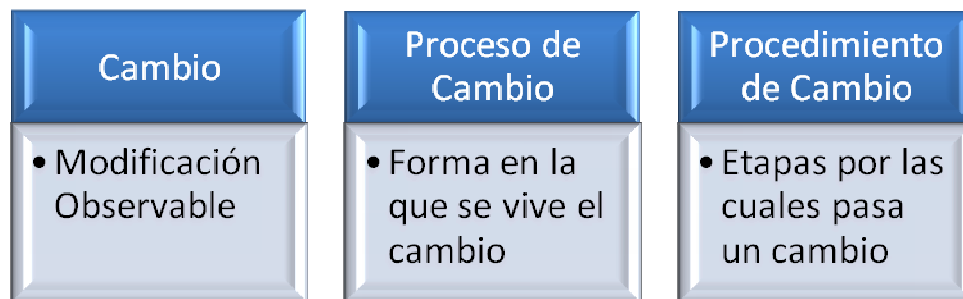 Cambio
• Modificación
Observable
Proceso de
Cambio
• Forma en la
que se vive el
cambio
Procedimiento
de Cambio
• Etapas por las
cuales pasa
un cambio